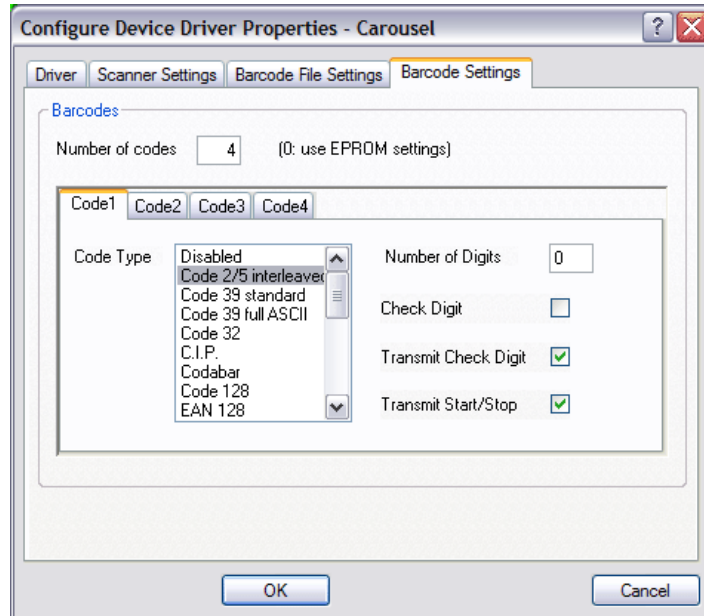 Configure Device Driver Properties - Carousel
Driver Scanner Settings Barcode File Settings Barcode Settings
Barcodes
Number of codes 4 (0: use EPROM settings)
Code1 Code2 Code3 Code4
Code Type Disabled Number of Digits 0
Code 2/5 interleaved
Code 39 standard
Code 39 full ASCII Check Digit
Code 32
C.I.P. Transmit Check Digit
Codabar
Code 128 Transmit Start/Stop
EAN 128
OK Cancel